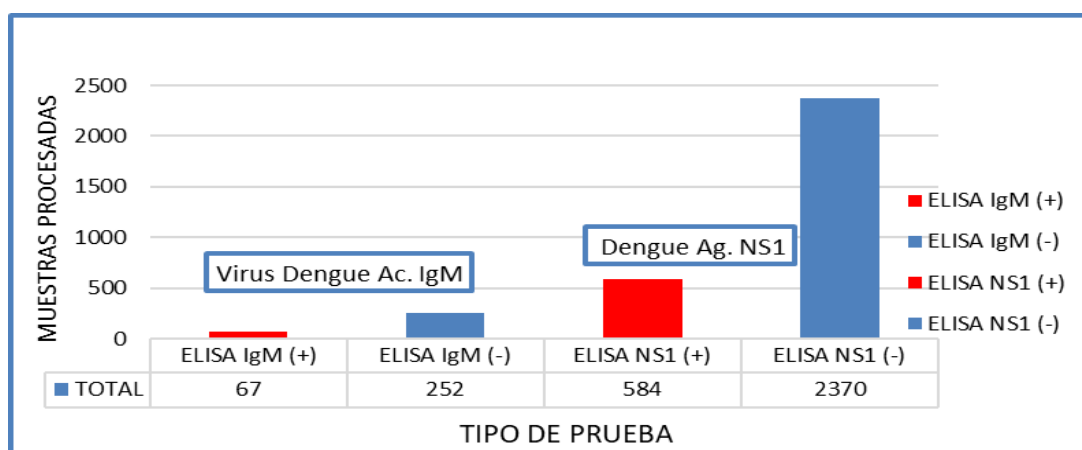 MUESTRAS PROCESADAS
2500
2000
1500
1000
500
0
Virus Dengue Ac. IgM
Dengue Ag. NS1
ELISA IgM (+)
ELISA IgM (-)
ELISA NS1 (+)
ELISA NS1 (-)
ELISA IgM (+) ELISA IgM (-) ELISA NS1 (+) ELISA NS1 (-)
TOTAL 67 252 584 2370
TIPO DE PRUEBA